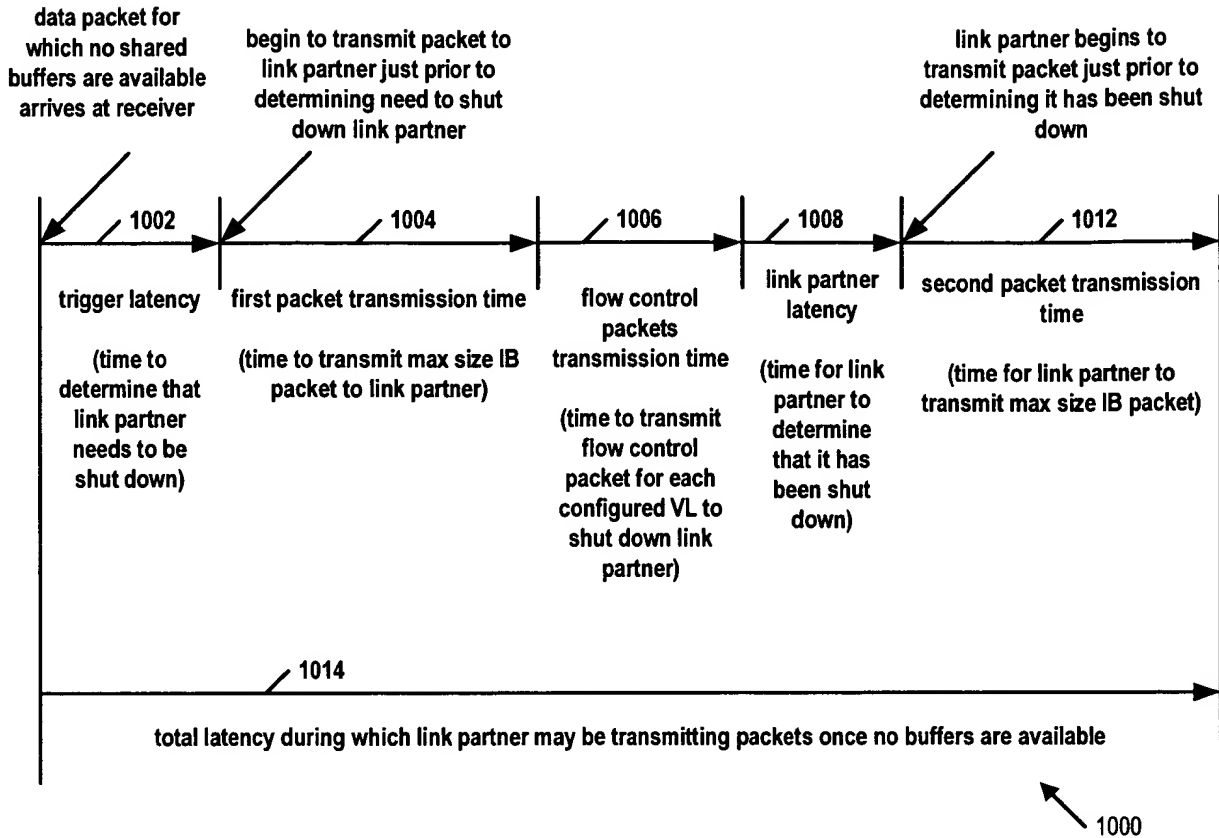 data packet for
which no shared
buffers are available
arrives at receiver
begin to transmit packet to
link partner just prior to
determining need to shut
down link partner
link partner begins to
transmit packet just prior to
determining it has been shut
down
1002
1004
1006
1008
1012
trigger latency
(time to
determine that
link partner
needs to be
shut down)
first packet transmission time
(time to transmit max size IB
packet to link partner)
flow control
packets
transmission time
(time to transmit
flow control
packet for each
configured VL to
shut down link
partner)
link partner
latency
(time for link
partner to
determine
that it has
been shut
down)
second packet transmission
time
(time for link partner to
transmit max size IB packet)
1014
total latency during which link partner may be transmitting packets once no buffers are available
1000